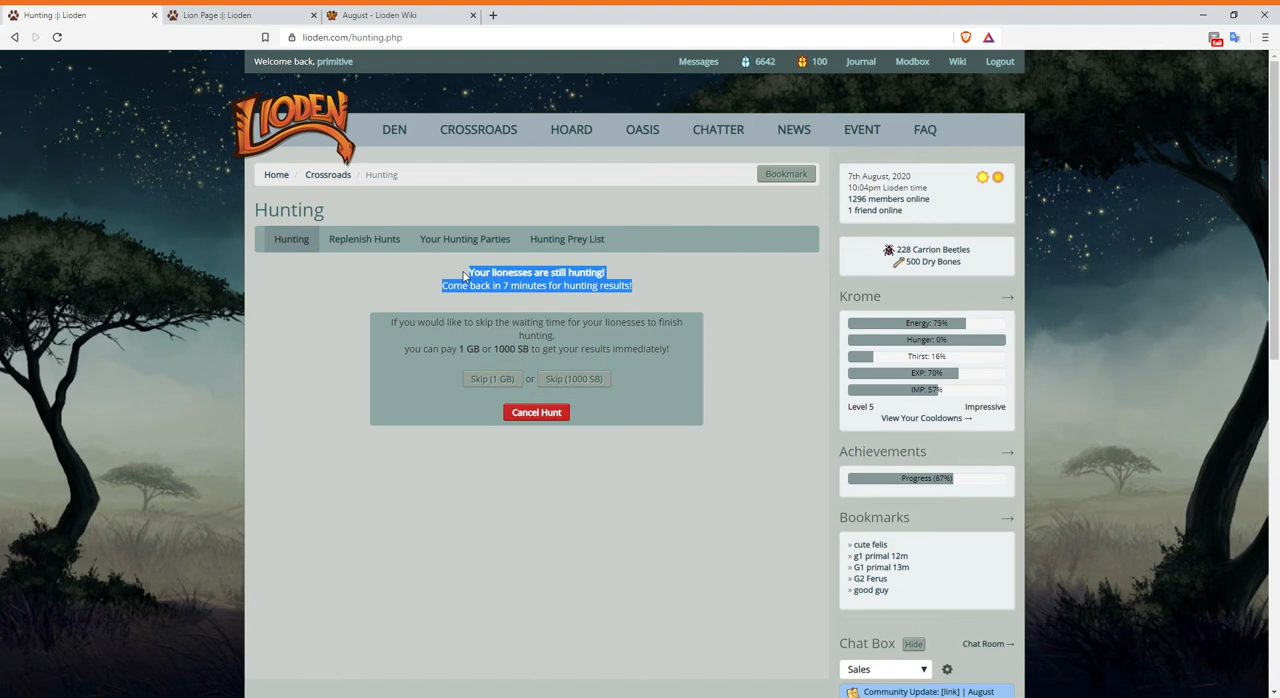 Hunting :|: Lioden
Lion Page :|: Lioden
August - Lioden Wiki
lioden.com/hunting.php
Welcome back, primitive
Messages 6642 100 Journal Modbox Wiki Logout
LIODEN
DEN CROSSROADS HOARD OASIS CHATTER NEWS EVENT FAQ
Home / Crossroads / Hunting
Bookmark
Hunting
Hunting Replenish Hunts Your Hunting Parties Hunting Prey List
Your lionesses are still hunting!
Come back in 7 minutes for hunting results!
If you would like to skip the waiting time for your lionesses to finish
hunting,
you can pay 1 GB or 1000 SB to get your results immediately!
Skip (1 GB) or Skip (1000 SB)
Cancel Hunt
7th August, 2020
10:04pm Lioden time
1296 members online
1 friend online
228 Carrion Beetles
500 Dry Bones
Krome →
Energy: 75%
Hunger: 0%
Thirst: 16%
EXP: 70%
IMP: 57%
Level 5 Impressive
View Your Cooldowns →
Achievements →
Progress (67%)
Bookmarks →
» cute felis
» g1 primal 12m
» G1 primal 13m
» G2 Ferus
» good guy
Chat Box Hide Chat Room →
Sales
Community Update: [link] | August